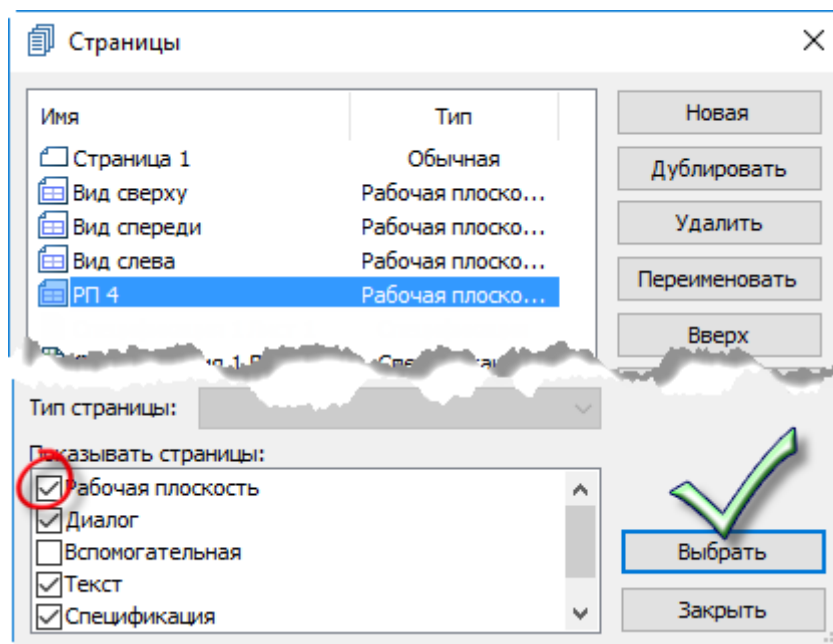 Страницы
Имя Тип Новая
Страница 1 Обычная Дублировать
Вид сверху Рабочая плоско...
Вид спереди Рабочая плоско... Удалить
Вид слева Рабочая плоско...
РП 4 Рабочая плоско... Переименовать
Вверх
Тип страницы:
Показывать страницы:
Рабочая плоскость
Диалог
Вспомогательная Выбрать
Текст
Спецификация Закрыть